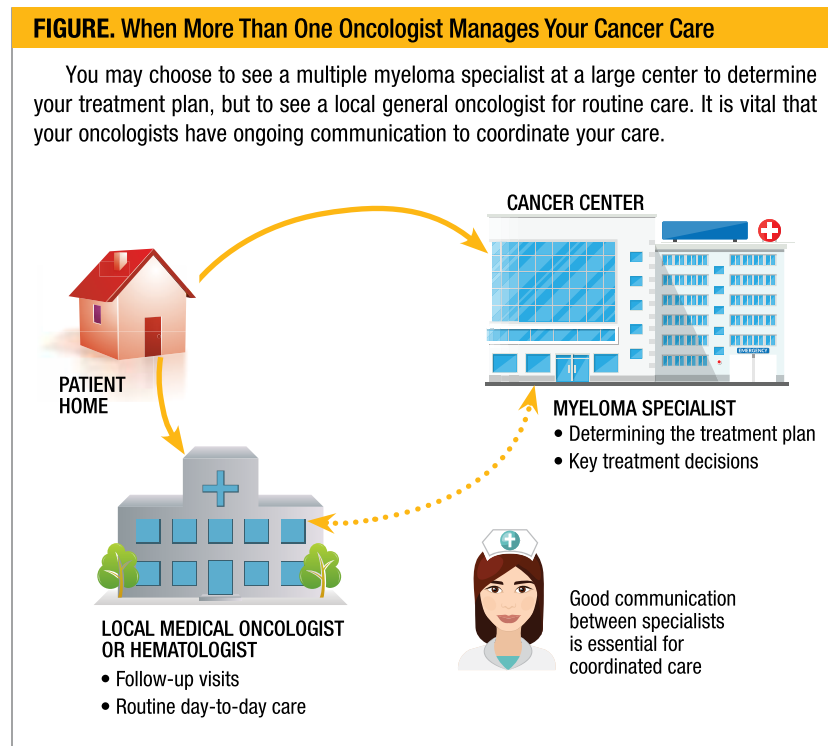 FIGURE. When More Than One Oncologist Manages Your Cancer Care
You may choose to see a multiple myeloma specialist at a large center to determine
your treatment plan, but to see a local general oncologist for routine care. It is vital that
your oncologists have ongoing communication to coordinate your care.
CANCER CENTER
EMERGENCY
PATIENT
HOME
MYELOMA SPECIALIST
• Determining the treatment plan
• Key treatment decisions
LOCAL MEDICAL ONCOLOGIST
OR HEMATOLOGIST
• Follow-up visits
• Routine day-to-day care
Good communication
between specialists
is essential for
coordinated care